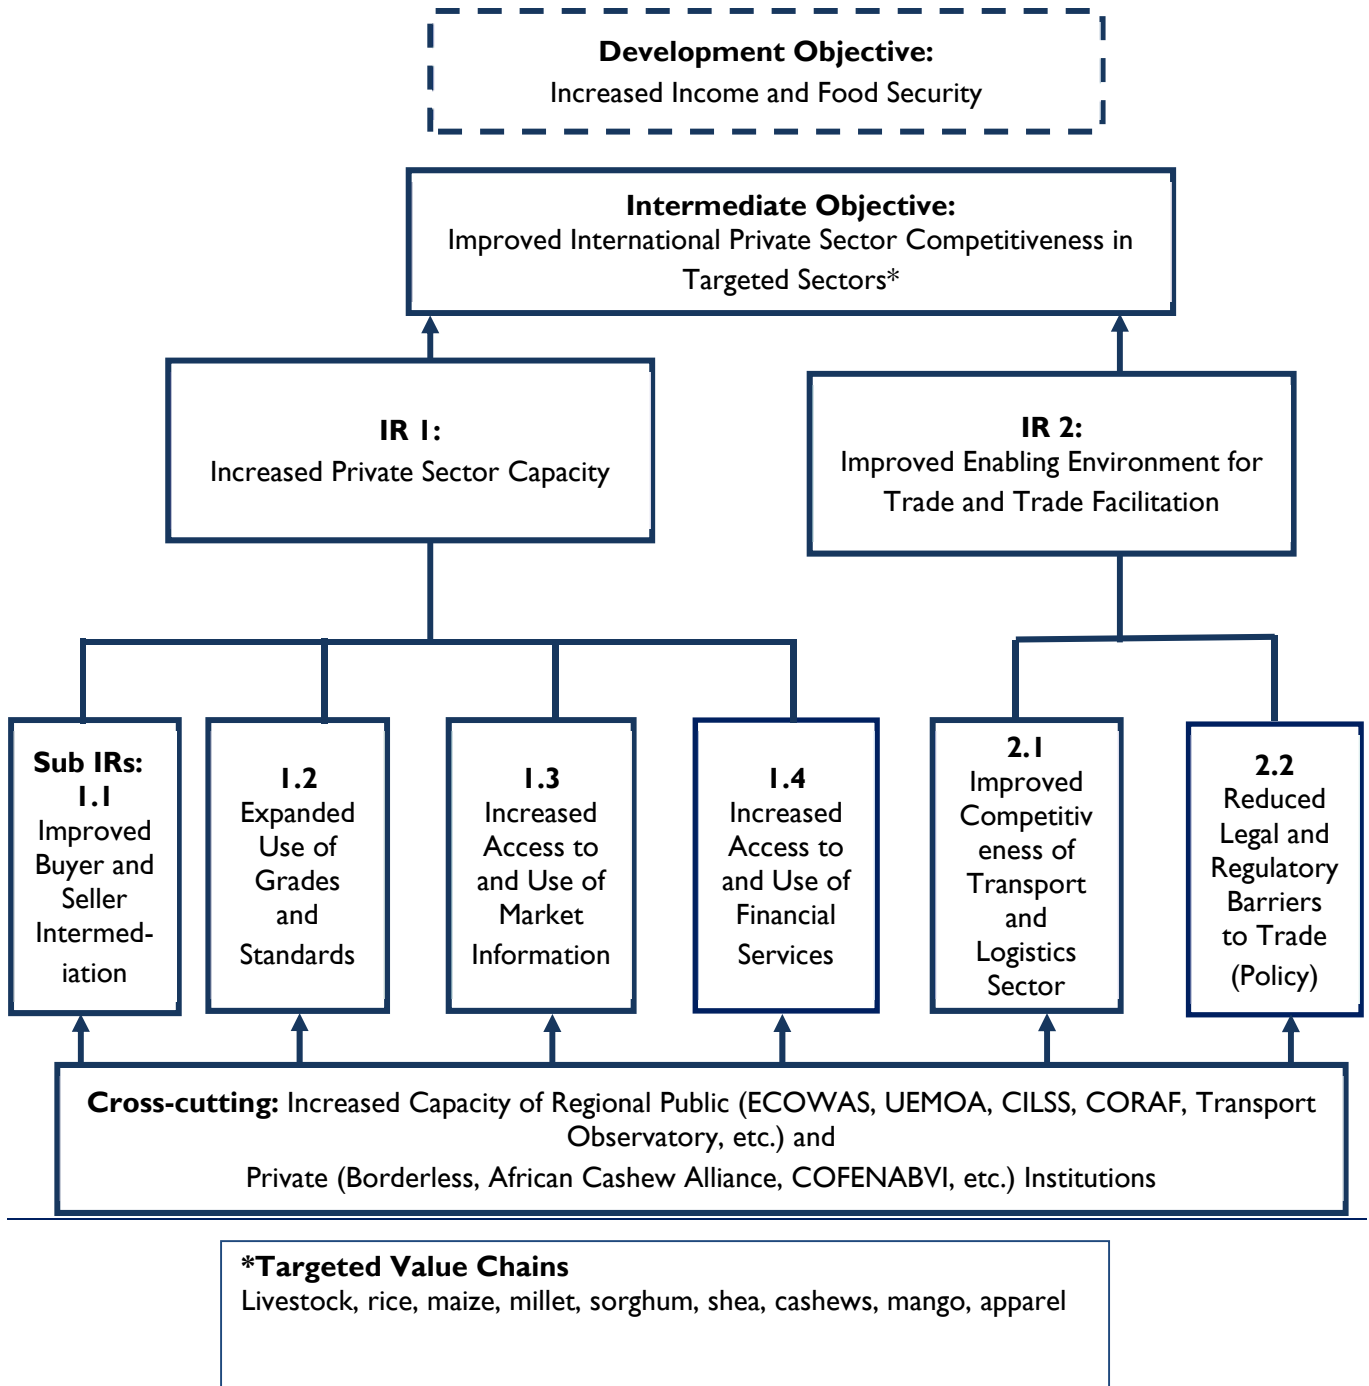 Development Objective:
Increased Income and Food Security
Intermediate Objective:
Improved International Private Sector Competitiveness in
Targeted Sectors*
IR 1:
Increased Private Sector Capacity
IR 2:
Improved Enabling Environment for
Trade and Trade Facilitation
Sub IRs:
1.1
Improved
Buyer and
Seller
Intermed-
iation
1.2
Expanded
Use of
Grades
and
Standards
1.3
Increased
Access to
and Use of
Market
Information
1.4
Increased
Access to
and Use of
Financial
Services
2.1
Improved
Competitiv
eness of
Transport
and
Logistics
Sector
2.2
Reduced
Legal and
Regulatory
Barriers
to Trade
(Policy)
Cross-cutting: Increased Capacity of Regional Public (ECOWAS, UEMOA, CILSS, CORAF, Transport
Observatory, etc.) and
Private (Borderless, African Cashew Alliance, COFENABVI, etc.) Institutions
*Targeted Value Chains
Livestock, rice, maize, millet, sorghum, shea, cashews, mango, apparel